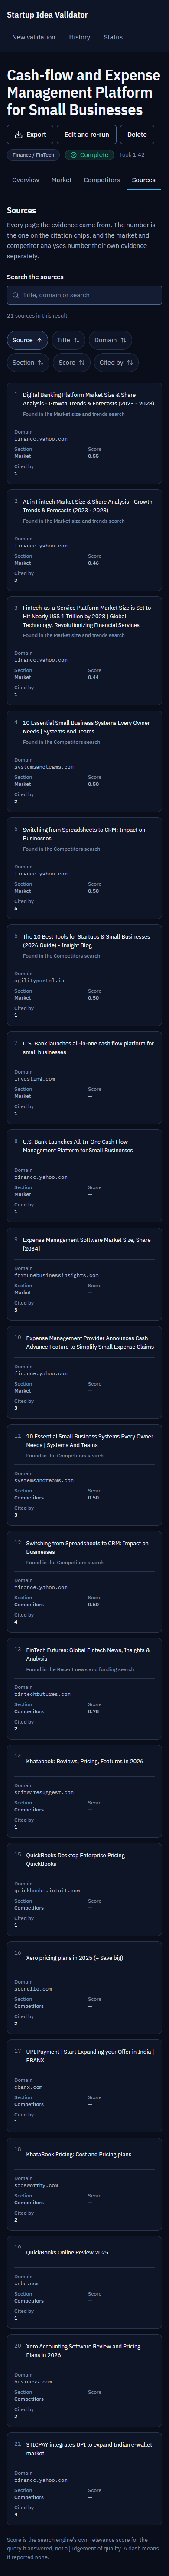 Startup Idea Validator
New validation
History
Status
Cash-flow and Expense
Management Platform
for Small Businesses
Export
Edit and re-run
Delete
Finance / FinTech
Complete
Took 1:42
Overview
Market
Competitors
Sources
Sources
Every page the evidence came from. The number is
the one on the citation chips, and the market and
competitor analyses number their own evidence
separately.
Search the sources
Title, domain or search
21 sources in this result.
Source
Title
Domain
Section
Score
Cited by
1
Digital Banking Platform Market Size & Share
Analysis - Growth Trends & Forecasts (2023 - 2028)
Found in the Market size and trends search
Domain
finance.yahoo.com
Section
Score
Market
0.55
Cited by
1
2
AI in Fintech Market Size & Share Analysis - Growth
Trends & Forecasts (2023 - 2028)
Found in the Market size and trends search
Domain
finance.yahoo.com
Section
Score
Market
0.46
Cited by
2
3
Fintech-as-a-Service Platform Market Size is Set to
Hit Nearly US$ 1 Trillion by 2028 | Global
Technology, Revolutionizing Financial Services
Found in the Market size and trends search
Domain
finance.yahoo.com
Section
Score
Market
0.44
Cited by
1
4
10 Essential Small Business Systems Every Owner
Needs | Systems And Teams
Found in the Competitors search
Domain
systemsandteams.com
Section
Score
Market
0.50
Cited by
2
5
Switching from Spreadsheets to CRM: Impact on
Businesses
Found in the Competitors search
Domain
finance.yahoo.com
Section
Score
Market
0.50
Cited by
5
6
The 10 Best Tools for Startups & Small Businesses
(2026 Guide) - Insight Blog
Found in the Competitors search
Domain
agilityportal.io
Section
Score
Market
0.50
Cited by
1
7
U.S. Bank launches all-in-one cash flow platform for
small businesses
Domain
investing.com
Section
Score
Market
—
Cited by
1
8
U.S. Bank Launches All-In-One Cash Flow
Management Platform for Small Businesses
Domain
finance.yahoo.com
Section
Score
Market
—
Cited by
1
9
Expense Management Software Market Size, Share
[2034]
Domain
fortunebusinessinsights.com
Section
Score
Market
—
Cited by
3
10
Expense Management Provider Announces Cash
Advance Feature to Simplify Small Expense Claims
Domain
finance.yahoo.com
Section
Score
Market
—
Cited by
3
11
10 Essential Small Business Systems Every Owner
Needs | Systems And Teams
Found in the Competitors search
Domain
systemsandteams.com
Section
Score
Competitors
0.50
Cited by
3
12
Switching from Spreadsheets to CRM: Impact on
Businesses
Found in the Competitors search
Domain
finance.yahoo.com
Section
Score
Competitors
0.50
Cited by
4
13
FinTech Futures: Global Fintech News, Insights &
Analysis
Found in the Recent news and funding search
Domain
fintechfutures.com
Section
Score
Competitors
0.78
Cited by
2
14
Khatabook: Reviews, Pricing, Features in 2026
Domain
softwaresuggest.com
Section
Score
Competitors
—
Cited by
1
15
QuickBooks Desktop Enterprise Pricing |
QuickBooks
Domain
quickbooks.intuit.com
Section
Score
Competitors
—
Cited by
1
16
Xero pricing plans in 2025 (+ Save big)
Domain
spendflo.com
Section
Score
Competitors
—
Cited by
2
17
UPI Payment | Start Expanding your Offer in India |
EBANX
Domain
ebanx.com
Section
Score
Competitors
—
Cited by
1
18
KhataBook Pricing: Cost and Pricing plans
Domain
saasworthy.com
Section
Score
Competitors
—
Cited by
2
19
QuickBooks Online Review 2025
Domain
cnbc.com
Section
Score
Competitors
—
Cited by
1
20
Xero Accounting Software Review and Pricing
Plans in 2026
Domain
business.com
Section
Score
Competitors
—
Cited by
2
21
STICPAY integrates UPI to expand Indian e-wallet
market
Domain
finance.yahoo.com
Section
Score
Competitors
—
Cited by
4
Score is the search engine's own relevance score for the
query it answered, not a judgement of quality. A dash means
it reported none.